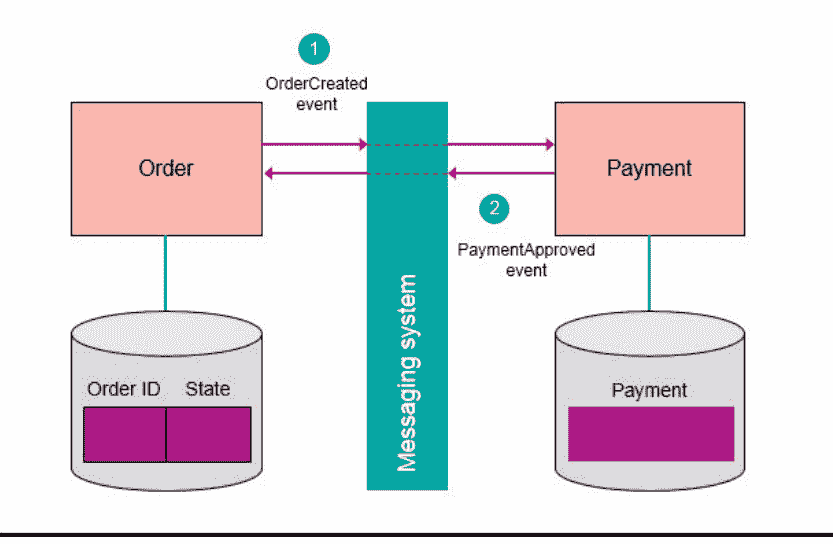 1
OrderCreated
event
Order
Payment
2
PaymentApproved
event
Messaging system
Order ID State
Payment